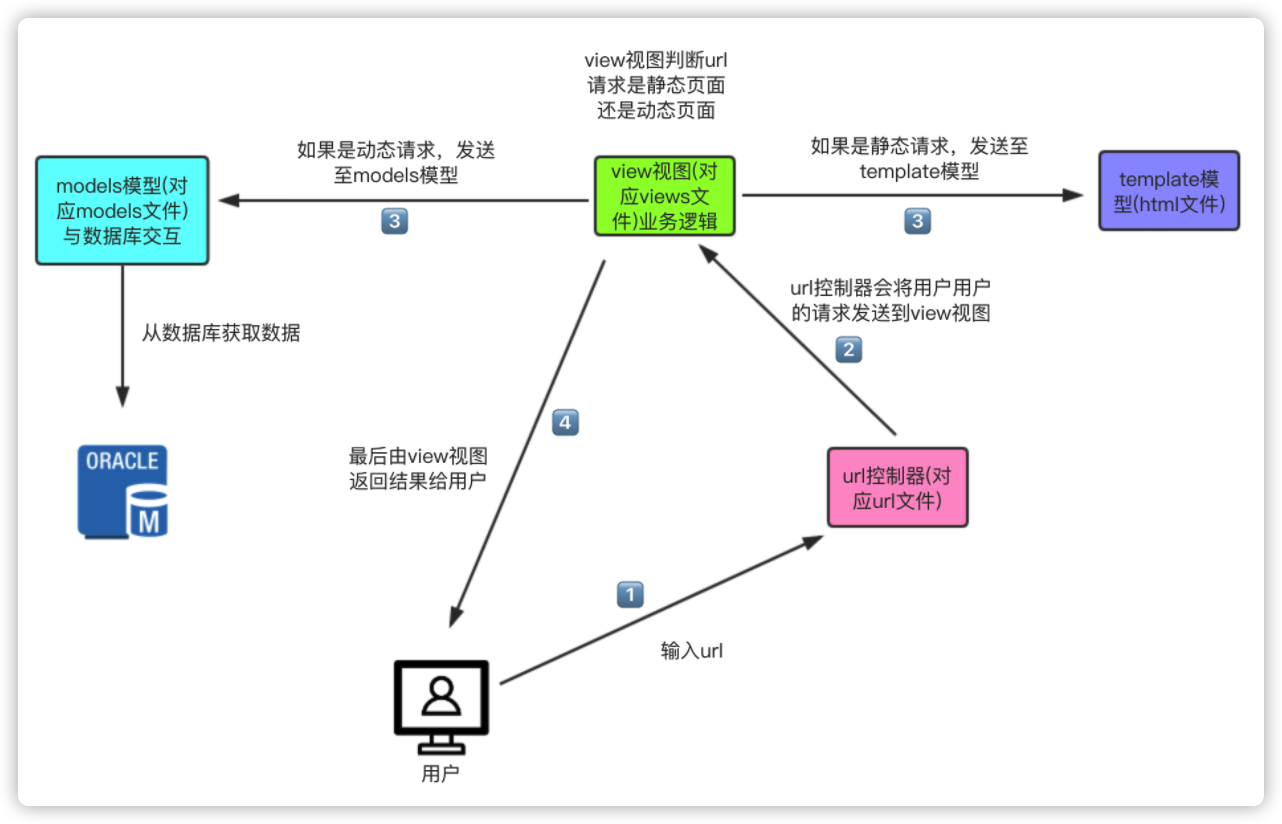 view视图判断url
请求是静态页面
还是动态页面
如果是动态请求，发送
至models模型
3
如果是静态请求，发送至
template模型
3
models模型(对
应models文件)
与数据库交互
view视图(对
应views文
件)业务逻辑
template模
型(html文件)
url控制器会将用户用户
的请求发送到view视图
2
从数据库获取数据
4
ORACLE
M
最后由view视图
返回结果给用户
url控制器(对
应url文件)
1
输入url
用户